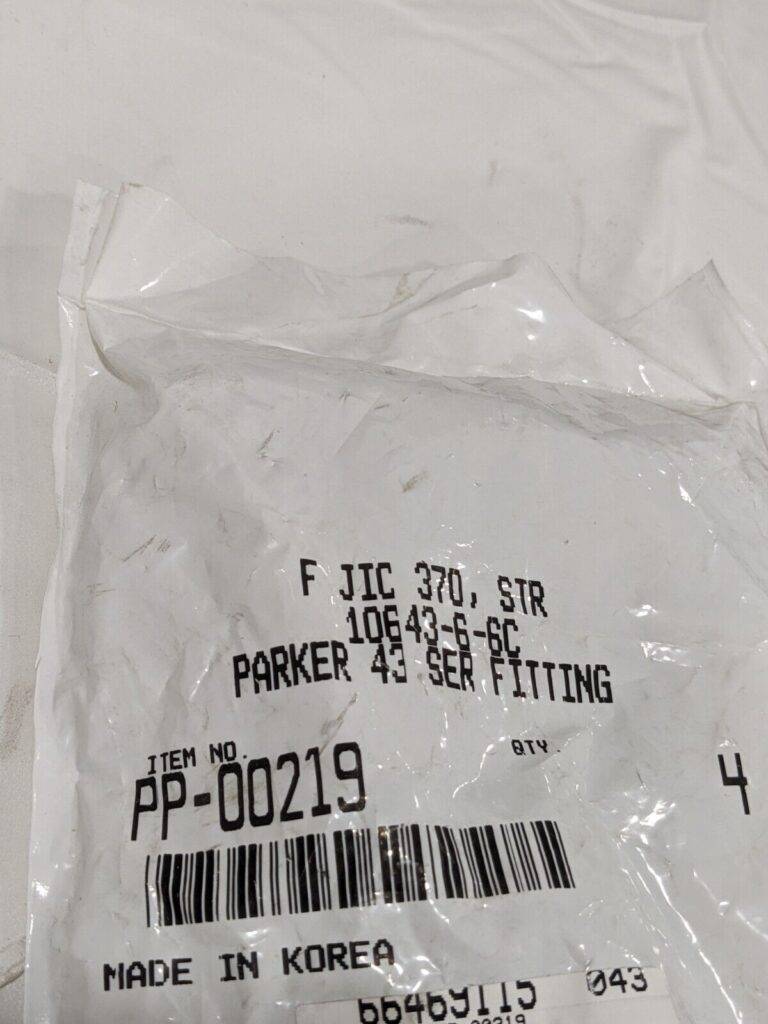 F JIC 370, STR
10643-6-6C
PARKER 43 SER FITTING
ITEM NO. QTY.
PP-00219 4
MADE IN KOREA
66469115 043
00219